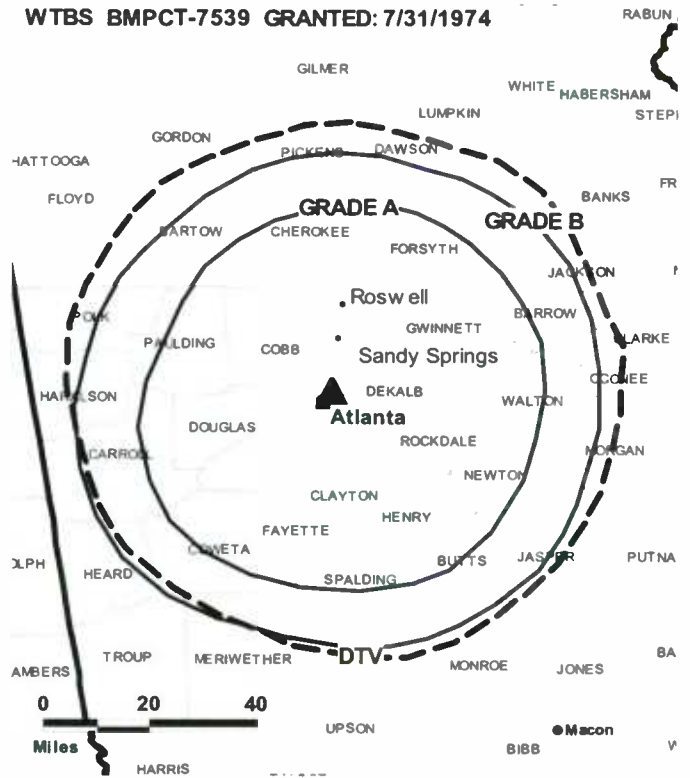 WTBS BMPCT-7539 GRANTED: 7/31/1974
RABUN
GILMER
WHITE
HABERSHAM
LUMPKIN
STEPI
GORDON
PICKENS
DAWSON
HATTOOGA
FLOYD
BANKS
FR
GRADE A
GRADE B
BARTOW
CHEROKEE
FORSYTH
JACKSON
Roswell
POLK
BARROW
GWINNETT
PAULDING
COBB
Sandy Springs
CLARKE
OCONEE
DEKALB
HARALSON
WALTON
Atlanta
DOUGLAS
ROCKDALE
CARROLL
MORGAN
NEWTON
CLAYTON
HENRY
FAYETTE
COWETA
BUTTS
JASPER
PUTNA
OLPH
HEARD
SPALDING
DTV
TROUP
MERIWETHER
MONROE
JONES
BA
AMBERS
0 20 40
Miles
UPSON
Macon
BIBB
HARRIS